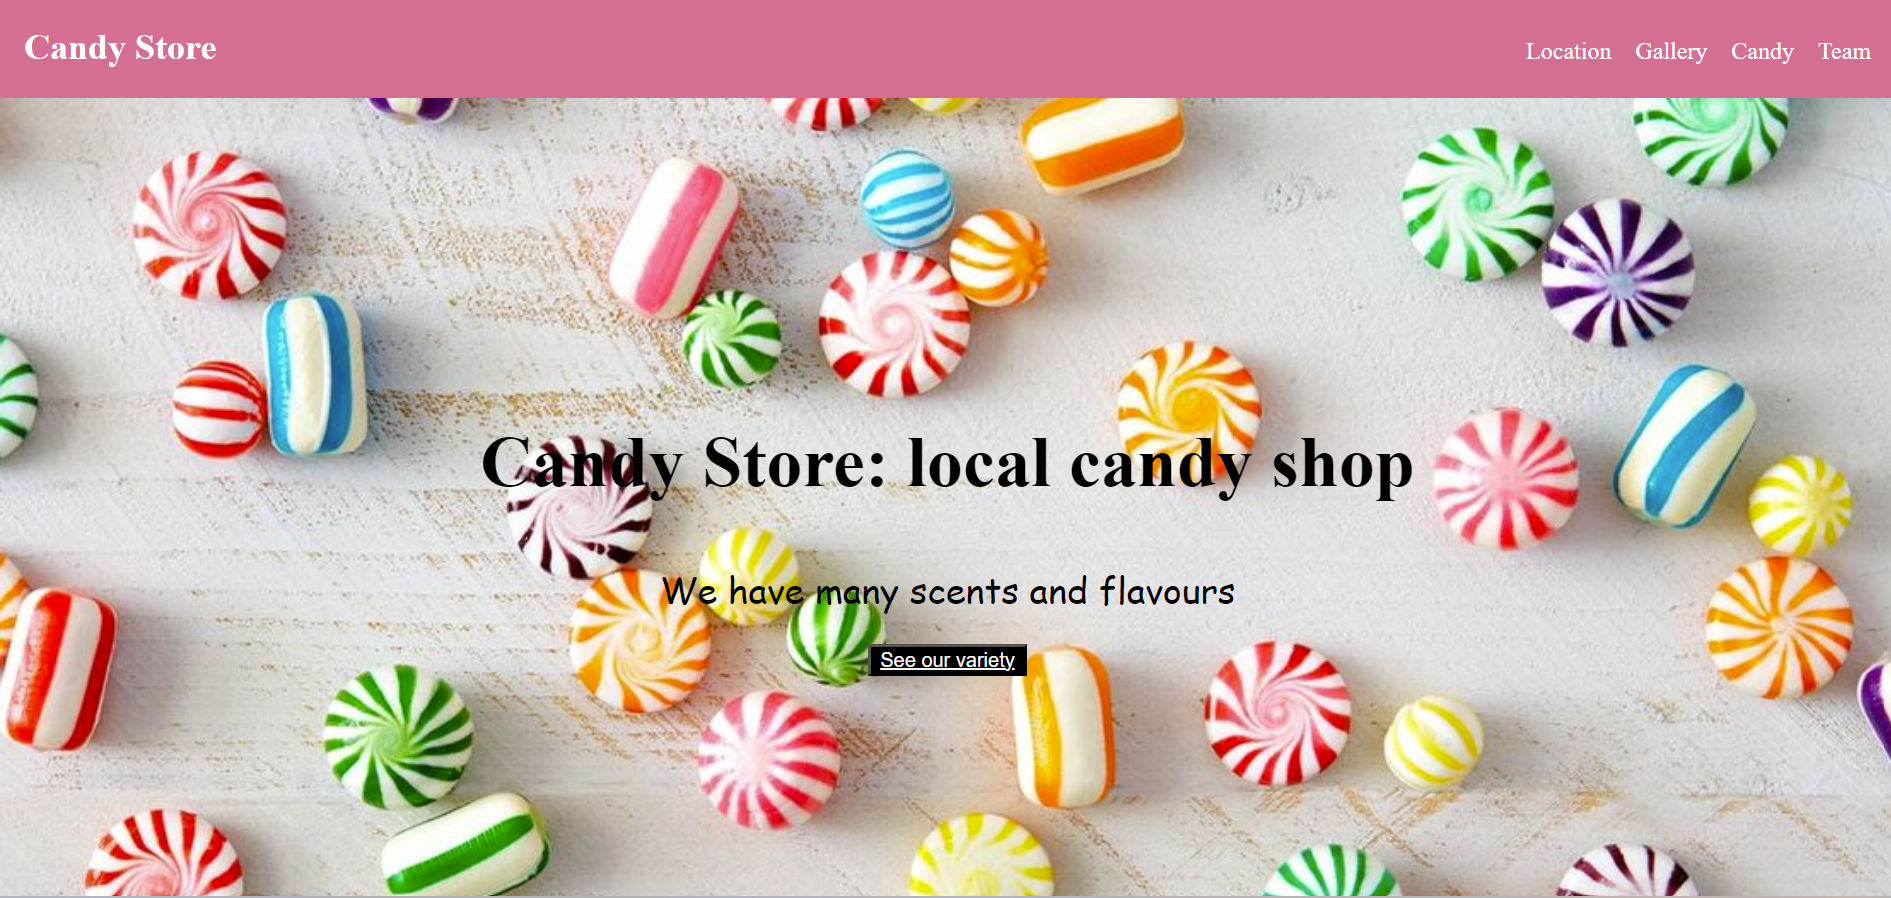 Candy Store
Location Gallery Candy Team
Candy Store: local candy shop
We have many scents and flavours
See our variety